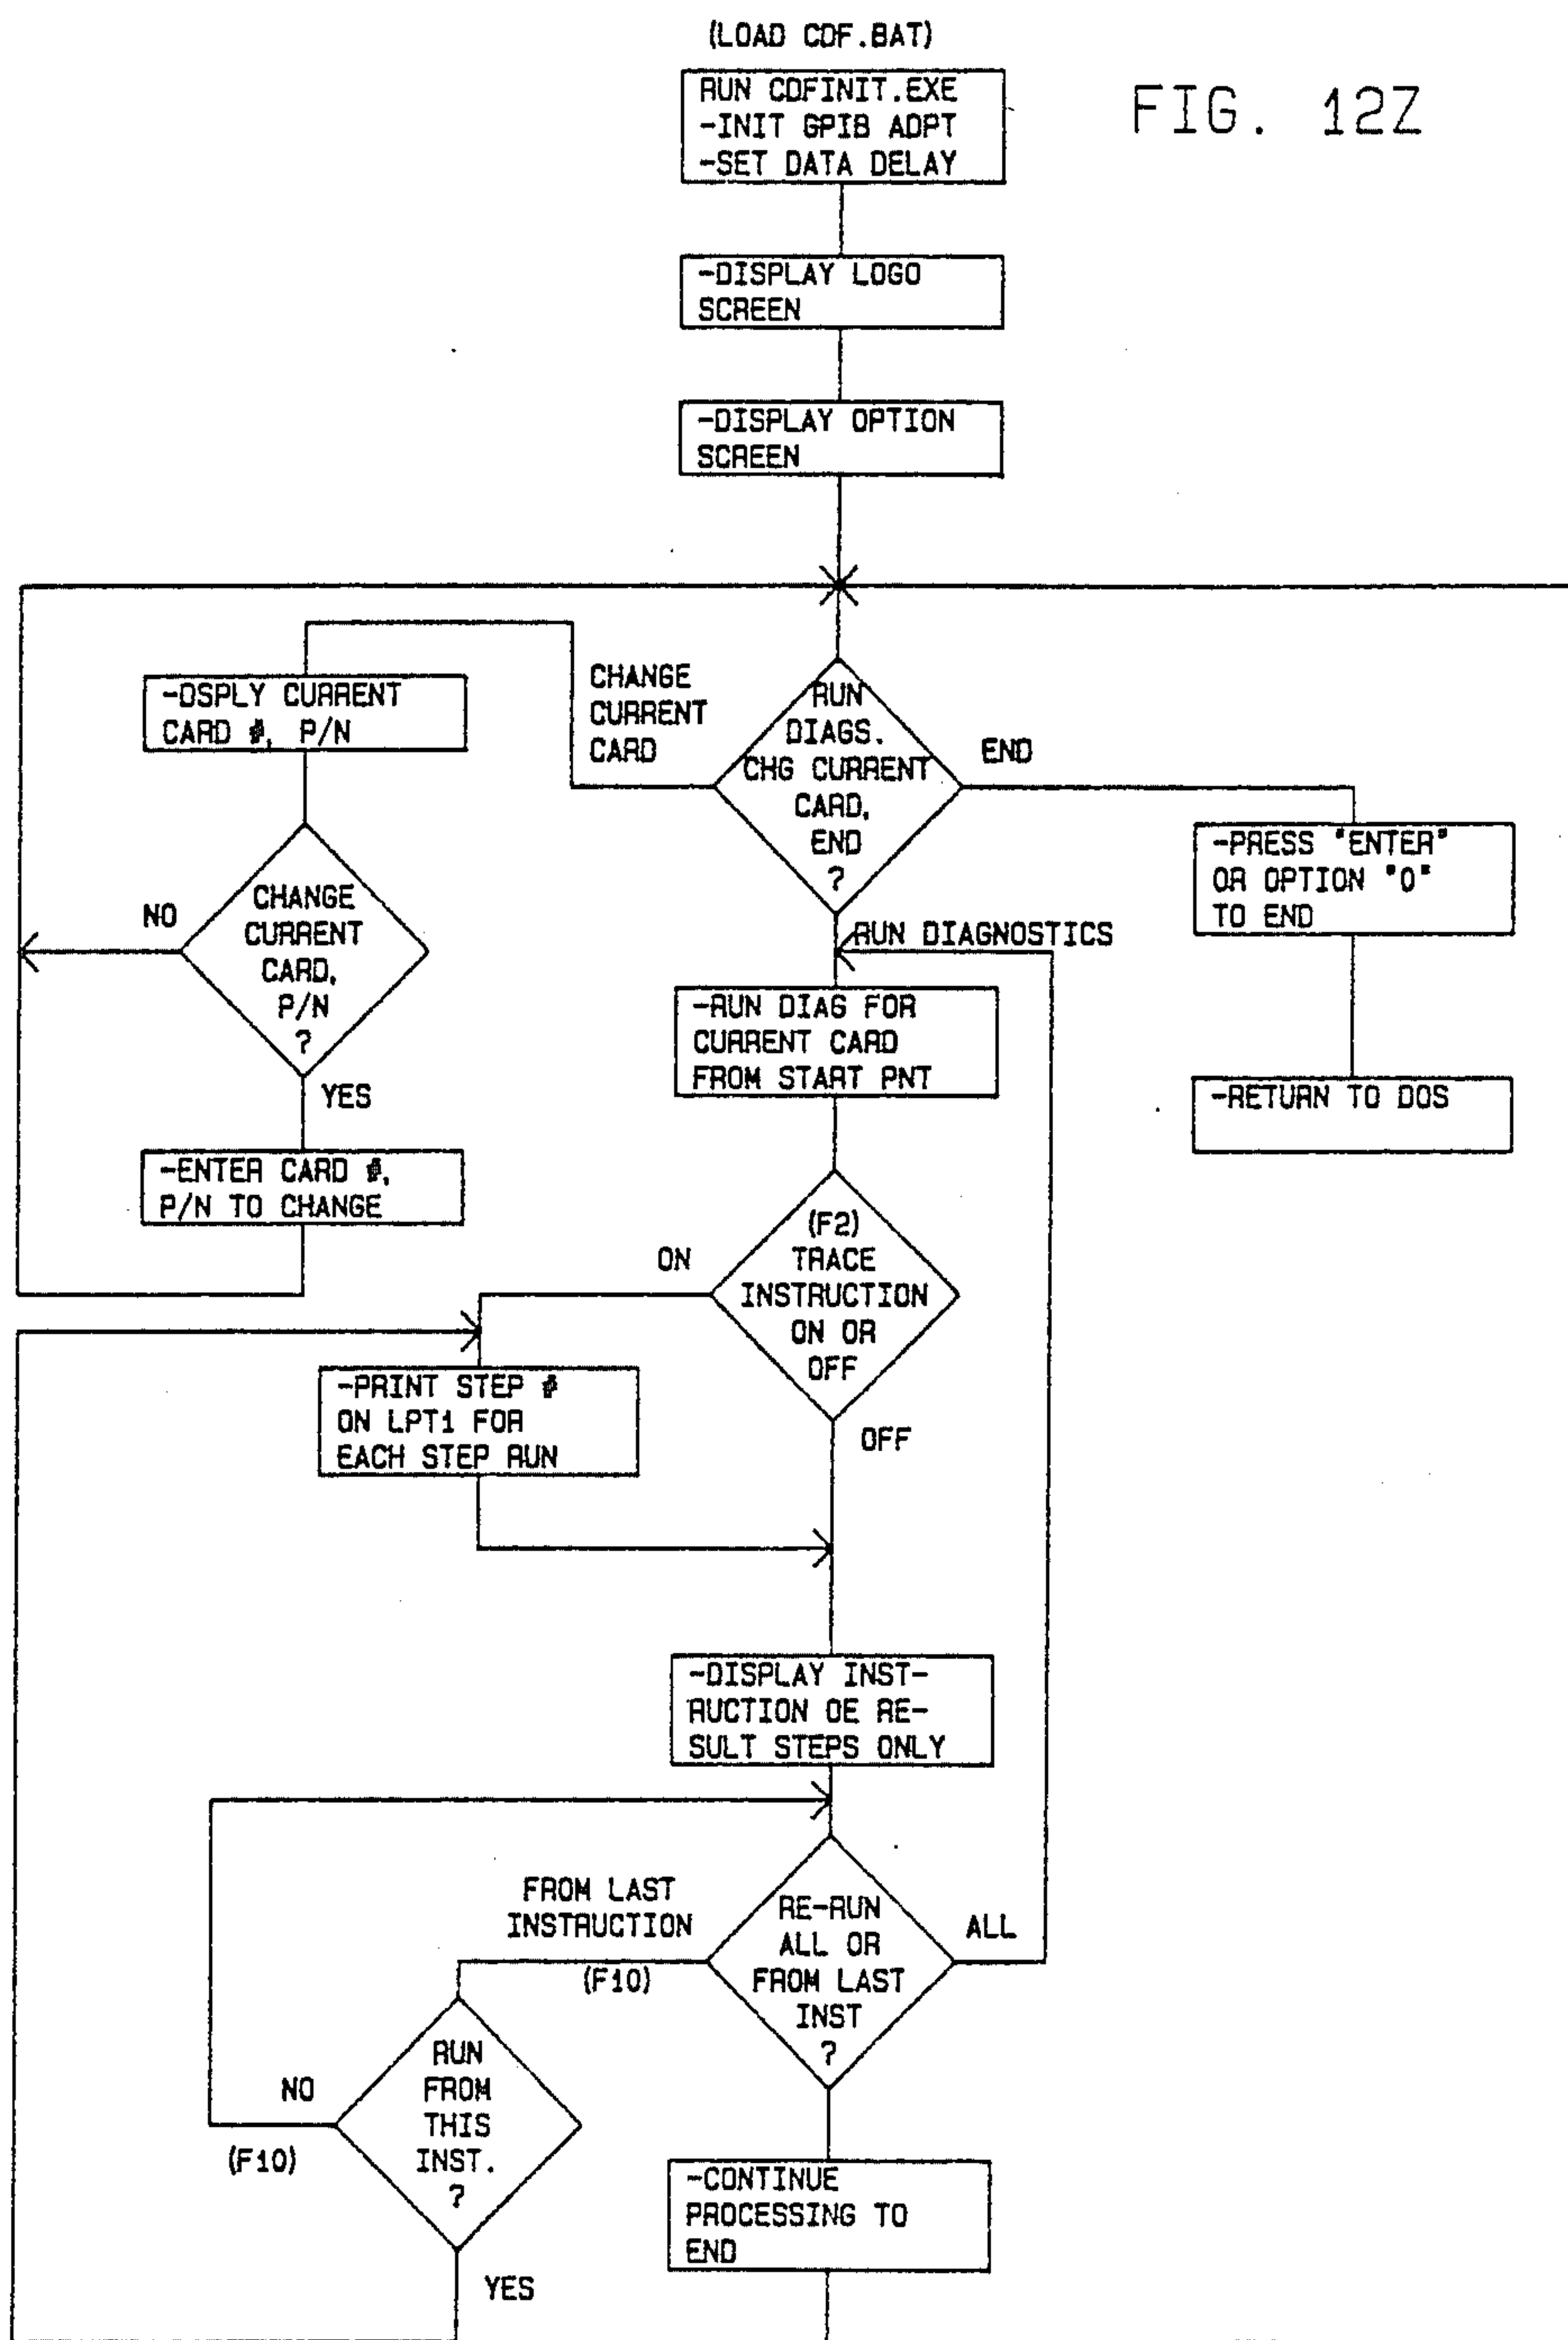 (LOAD CDF.BAT)
FIG. 12Z
RUN CDFINIT.EXE
-INIT GPIB ADPT
-SET DATA DELAY
-DISPLAY LOGO
SCREEN
-DISPLAY OPTION
SCREEN
-DSPLY CURRENT
CARD #, P/N
CHANGE
CURRENT
CARD
RUN
DIAGS.
CHG CURRENT
CARD,
END
?
END
-PRESS "ENTER"
OR OPTION "0"
TO END
-RETURN TO DOS
NO
CHANGE
CURRENT
CARD,
P/N
?
YES
-ENTER CARD #,
P/N TO CHANGE
RUN DIAGNOSTICS
-RUN DIAG FOR
CURRENT CARD
FROM START PNT
ON
(F2)
TRACE
INSTRUCTION
ON OR
OFF
OFF
-PRINT STEP #
ON LPT1 FOR
EACH STEP RUN
-DISPLAY INST-
RUCTION OE RE-
SULT STEPS ONLY
FROM LAST
INSTRUCTION
(F10)
RE-RUN
ALL OR
FROM LAST
INST
?
ALL
NO
(F10)
RUN
FROM
THIS
INST.
?
YES
-CONTINUE
PROCESSING TO
END